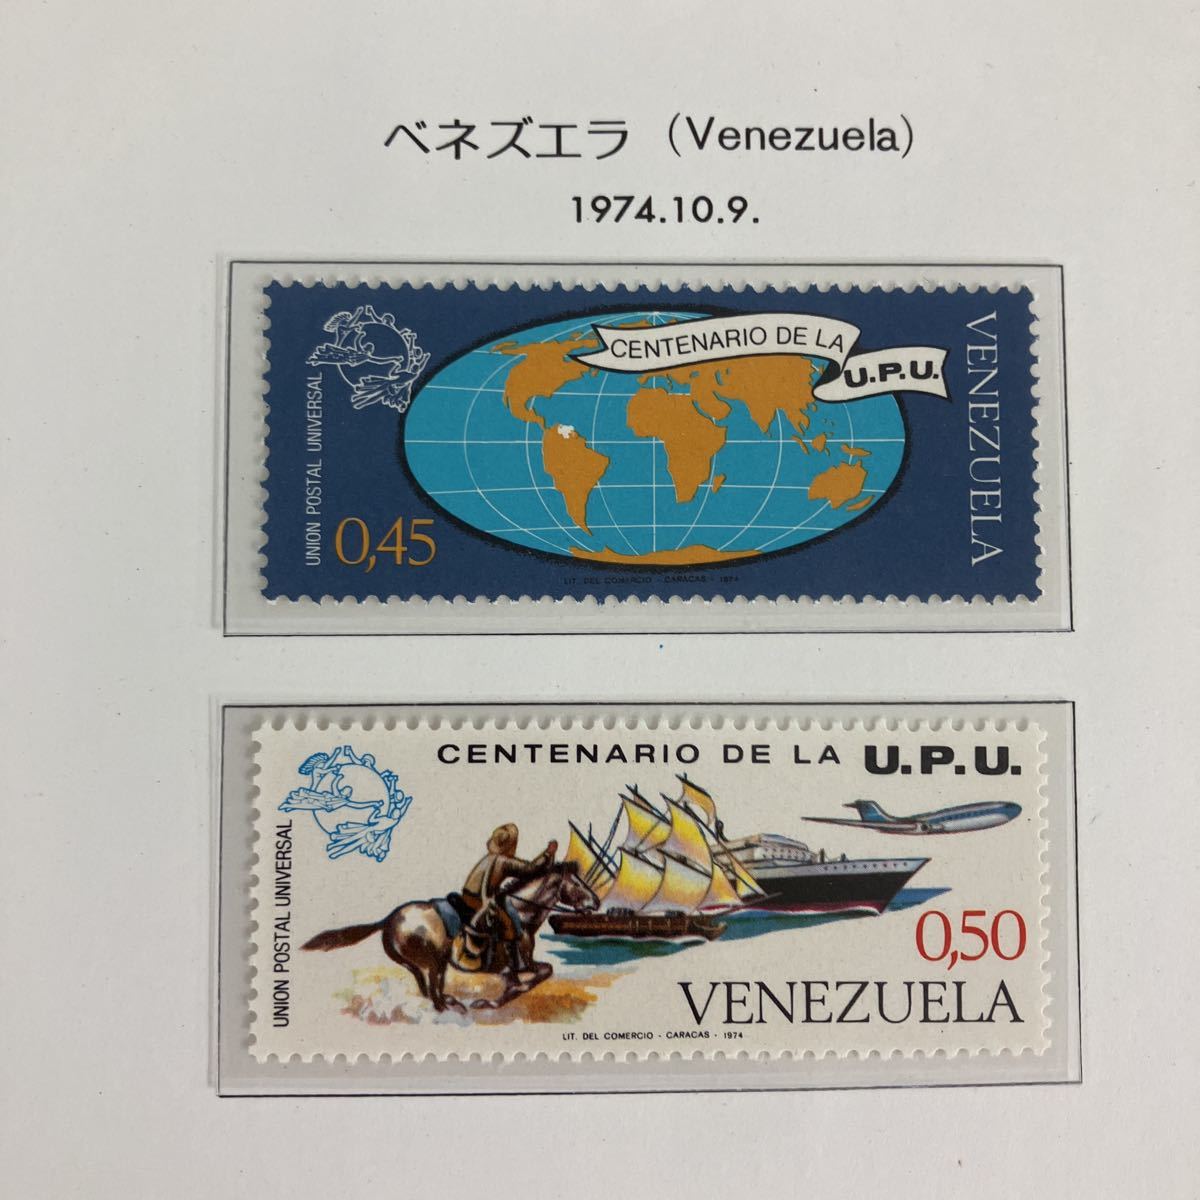 ベネズエラ (Venezuela)
1974.10.9.
CENTENARIO DE LA
U.P.U.
UNION POSTAL UNIVERSAL
0,45
VENEZUELA
LIT. DEL COMERCIO - CARACAS - 1974
CENTENARIO DE LA U.P.U.
UNION POSTAL UNIVERSAL
0,50
VENEZUELA
LIT. DEL COMERCIO - CARACAS - 1974